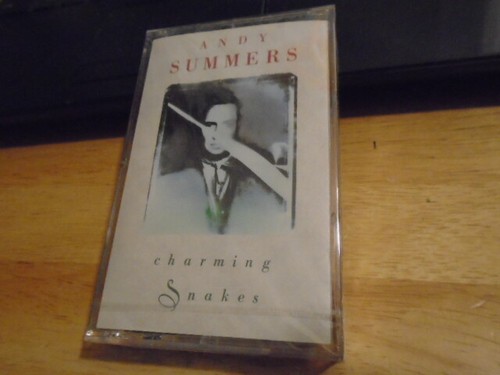 ANDY
SUMMERS
charming
Snakes